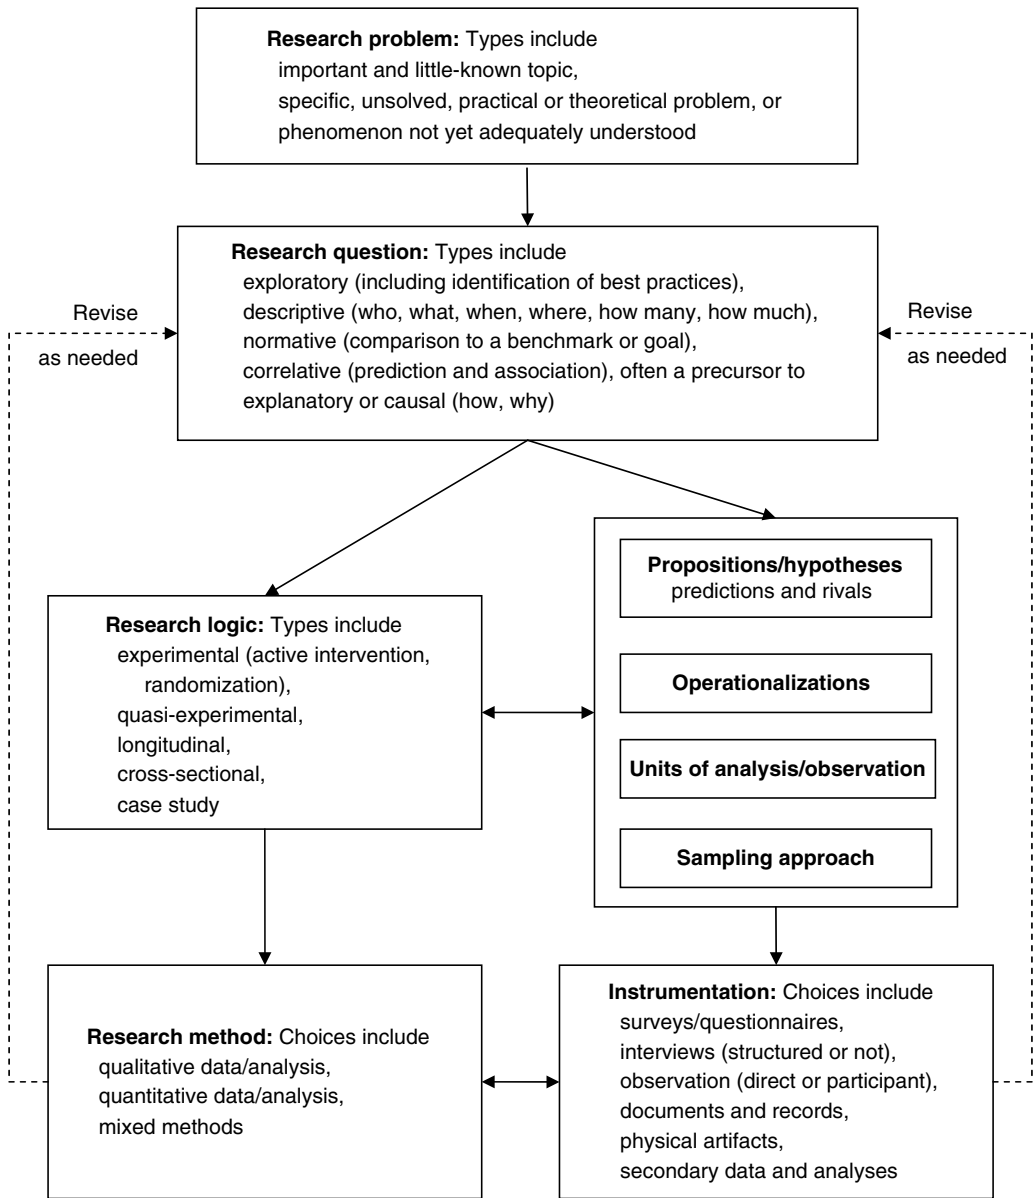 Research problem: Types include
important and little-known topic,
specific, unsolved, practical or theoretical problem, or
phenomenon not yet adequately understood
Research question: Types include
exploratory (including identification of best practices),
descriptive (who, what, when, where, how many, how much),
normative (comparison to a benchmark or goal),
correlative (prediction and association), often a precursor to
explanatory or causal (how, why)
Revise
as needed
Revise
as needed
Research logic: Types include
experimental (active intervention,
randomization),
quasi-experimental,
longitudinal,
cross-sectional,
case study
Propositions/hypotheses
predictions and rivals
Operationalizations
Units of analysis/observation
Sampling approach
Research method: Choices include
qualitative data/analysis,
quantitative data/analysis,
mixed methods
Instrumentation: Choices include
surveys/questionnaires,
interviews (structured or not),
observation (direct or participant),
documents and records,
physical artifacts,
secondary data and analyses